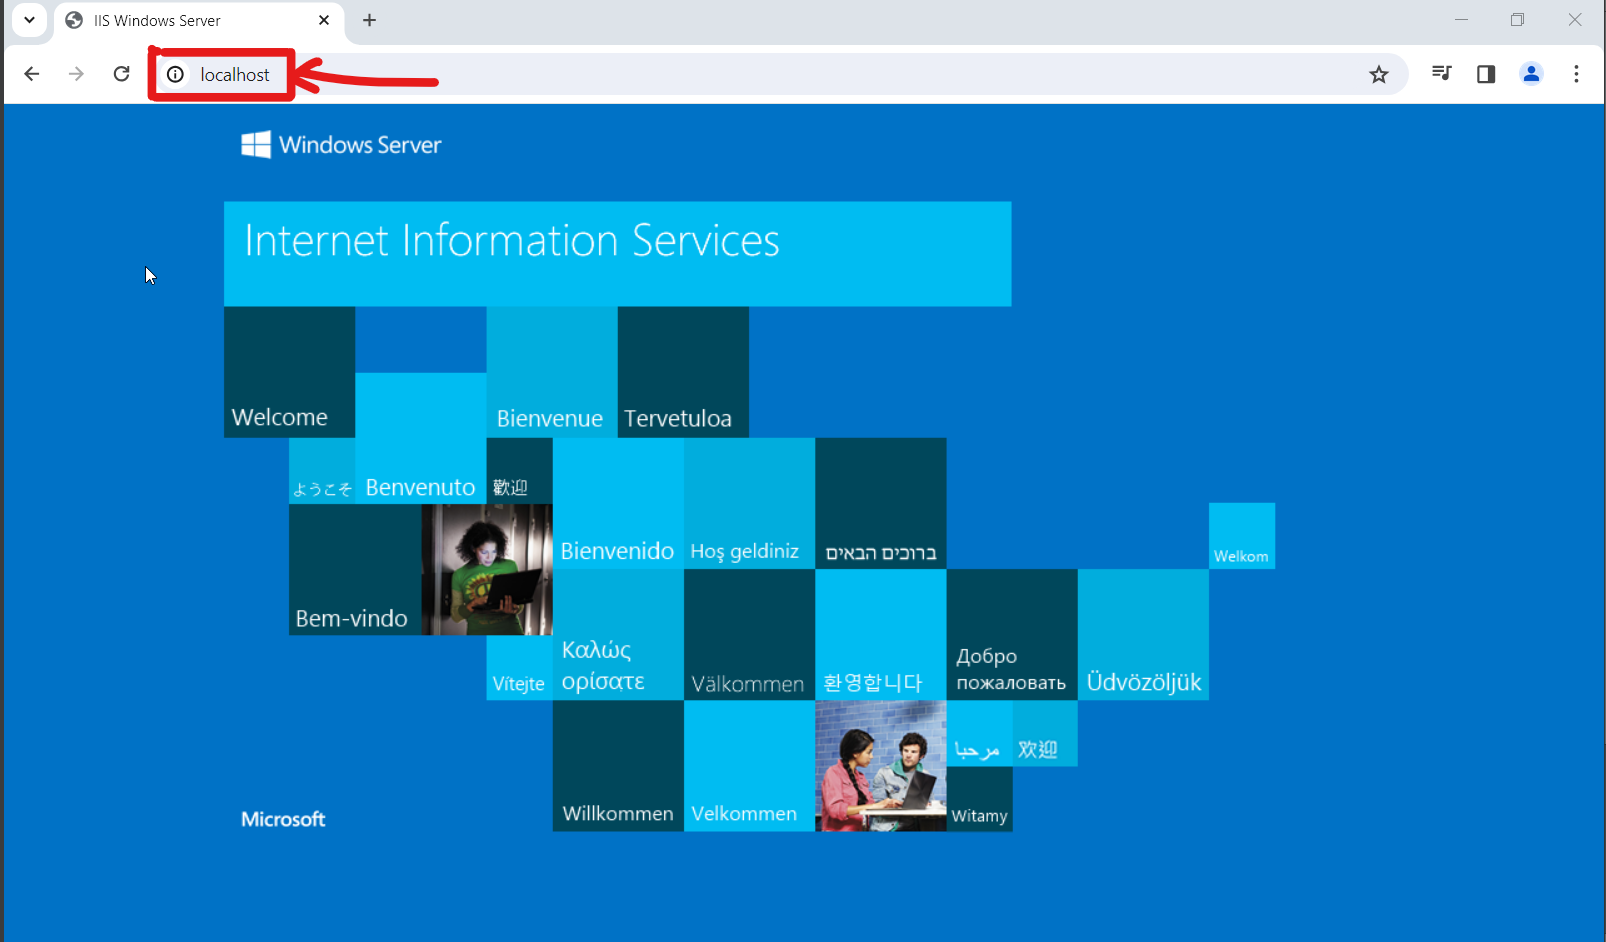 IIS Windows Server
localhost
Windows Server
Internet Information Services
Welcome
Bienvenue
Tervetuloa
ようこそ
Benvenuto
歡迎
Bienvenido
Hoş geldiniz
ברוכים הבאים
Welkom
Bem-vindo
Vítejte
Καλώς
ορίσατε
Välkommen
환영합니다
Добро
пожаловать
Üdvözöljük
مرحبا
欢迎
Microsoft
Willkommen
Velkommen
Witamy